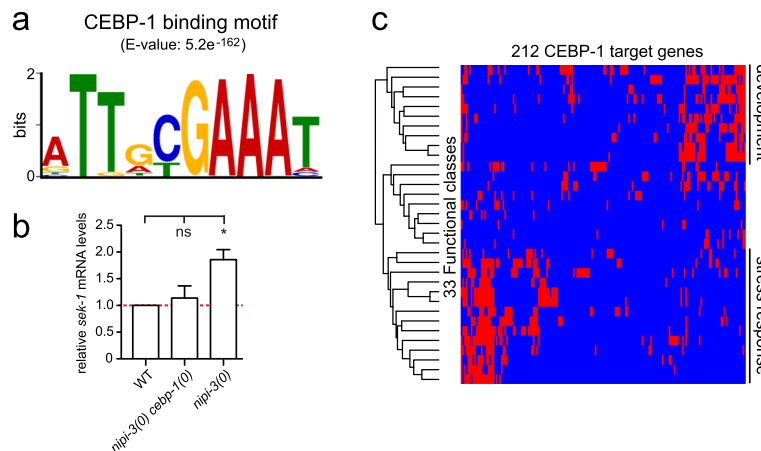 a
CEBP-1 binding motif
(E-value: 5.2e-162)
2
bits
0
ATTGCGAAAT
b
relative sek-1 mRNA levels
2.5
2.0
1.5
1.0
0.5
0
ns
*
WT
nipi-3(0) cebp-1(0)
nipi-3(0)
c
212 CEBP-1 target genes
33 Functional classes
development
stress response